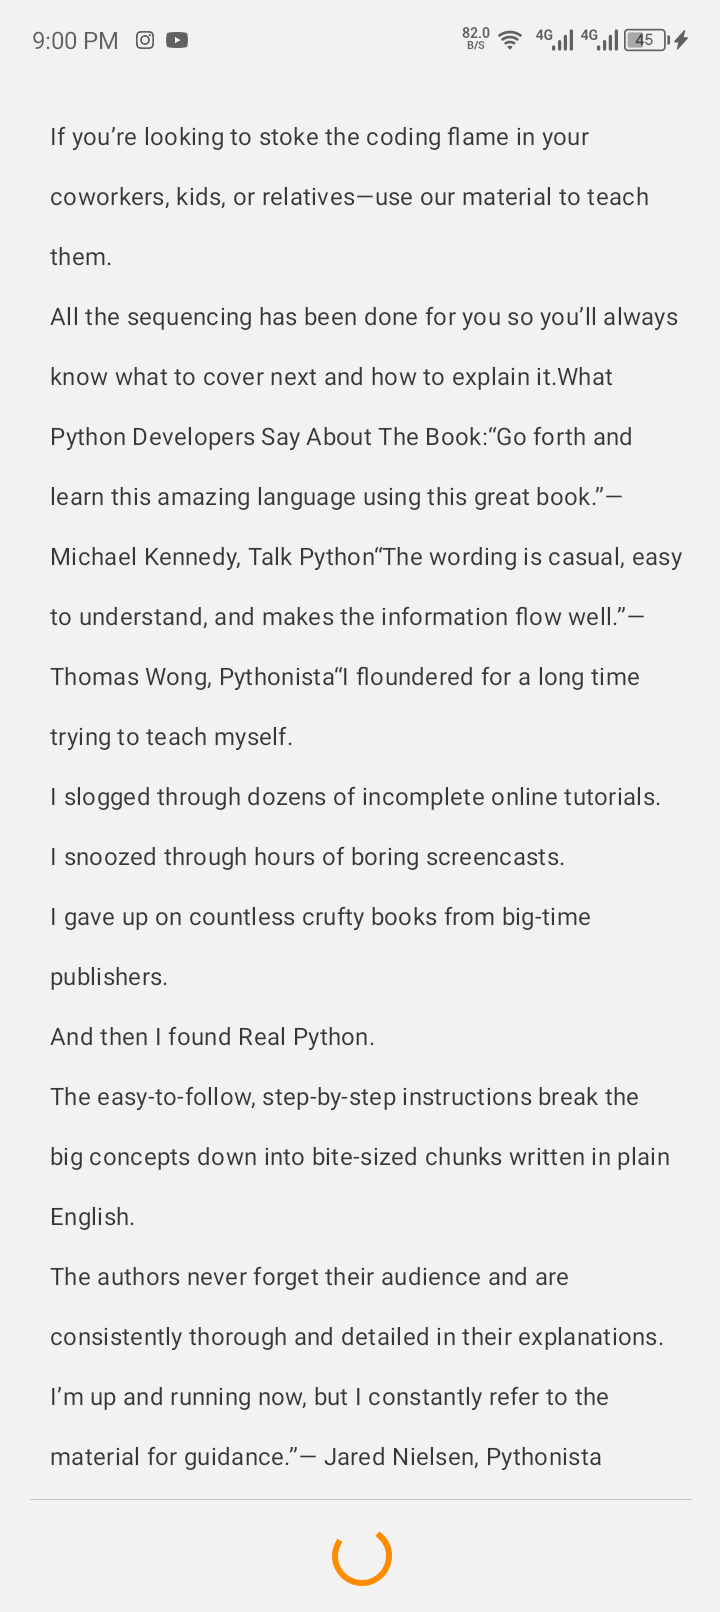 9:00 PM 82.0 B/S 4G 4G 45
If you’re looking to stoke the coding flame in your
coworkers, kids, or relatives—use our material to teach
them.
All the sequencing has been done for you so you’ll always
know what to cover next and how to explain it.What
Python Developers Say About The Book:“Go forth and
learn this amazing language using this great book.”—
Michael Kennedy, Talk Python“The wording is casual, easy
to understand, and makes the information flow well.”—
Thomas Wong, Pythonista“I floundered for a long time
trying to teach myself.
I slogged through dozens of incomplete online tutorials.
I snoozed through hours of boring screencasts.
I gave up on countless crufty books from big-time
publishers.
And then I found Real Python.
The easy-to-follow, step-by-step instructions break the
big concepts down into bite-sized chunks written in plain
English.
The authors never forget their audience and are
consistently thorough and detailed in their explanations.
I’m up and running now, but I constantly refer to the
material for guidance.”— Jared Nielsen, Pythonista